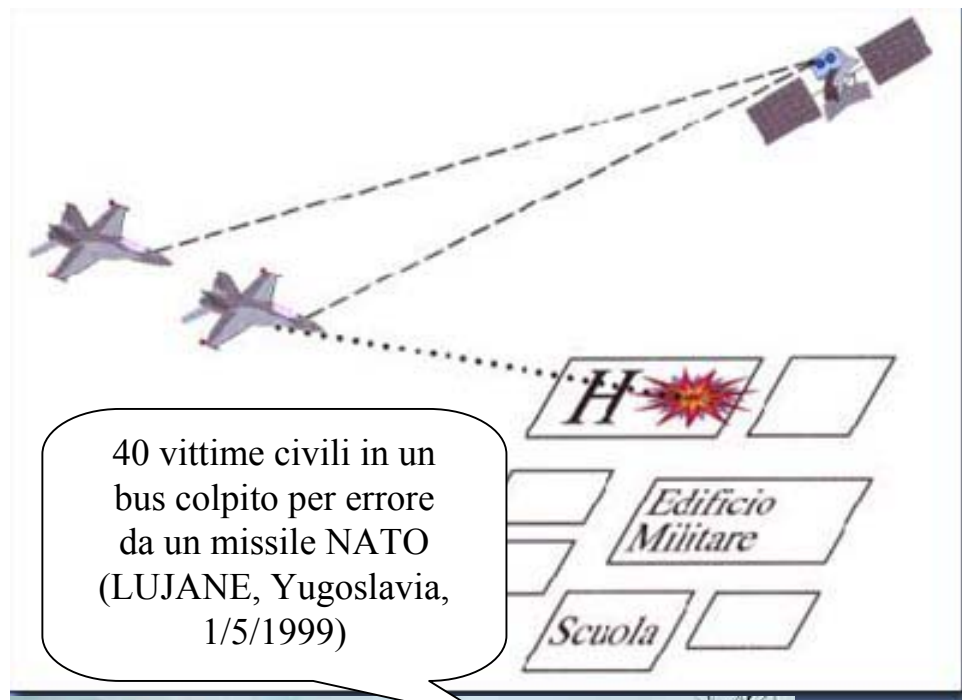 H
Edificio
Militare
Scuola
40 vittime civili in un
bus colpito per errore
da un missile NATO
(LUJANE, Yugoslavia,
1/5/1999)